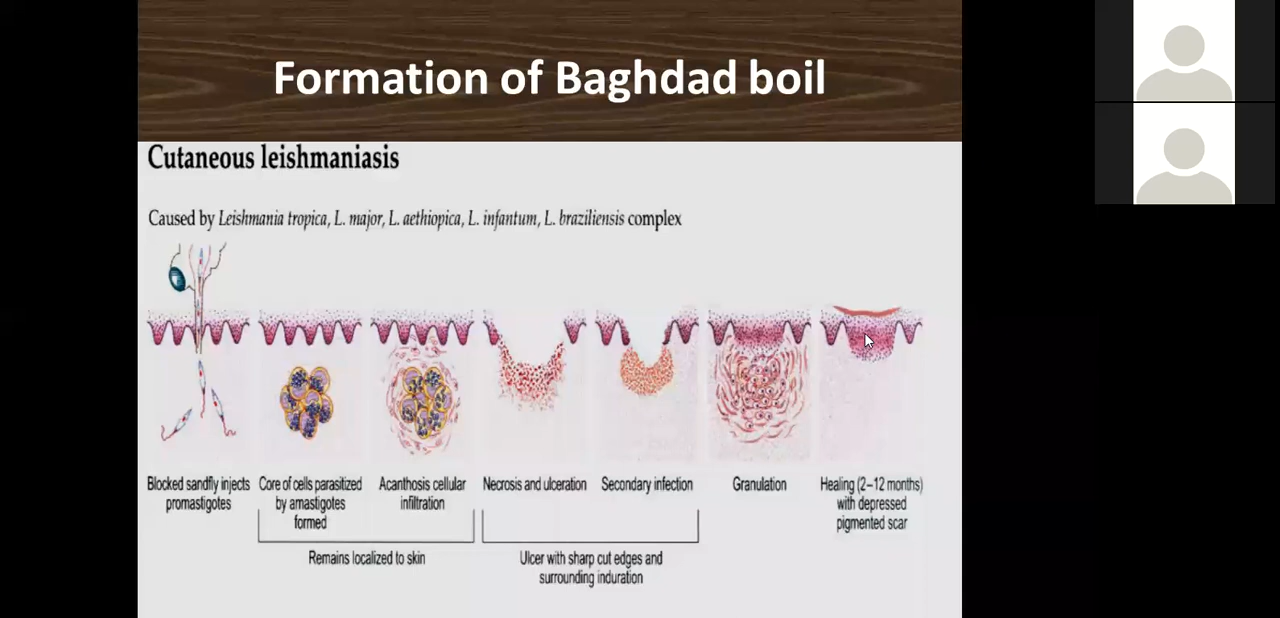 Formation of Baghdad boil
Cutaneous leishmaniasis
Caused by Leishmania tropica, L. major, L. aethiopica, L. infantum, L. braziliensis complex
Blocked sandfly injects
promastigotes
Core of cells parasitized
by amastigotes
formed
Acanthosis cellular
infiltration
Necrosis and ulceration
Secondary infection
Granulation
Healing (2–12 months)
with depressed
pigmented scar
Remains localized to skin
Ulcer with sharp cut edges and
surrounding induration